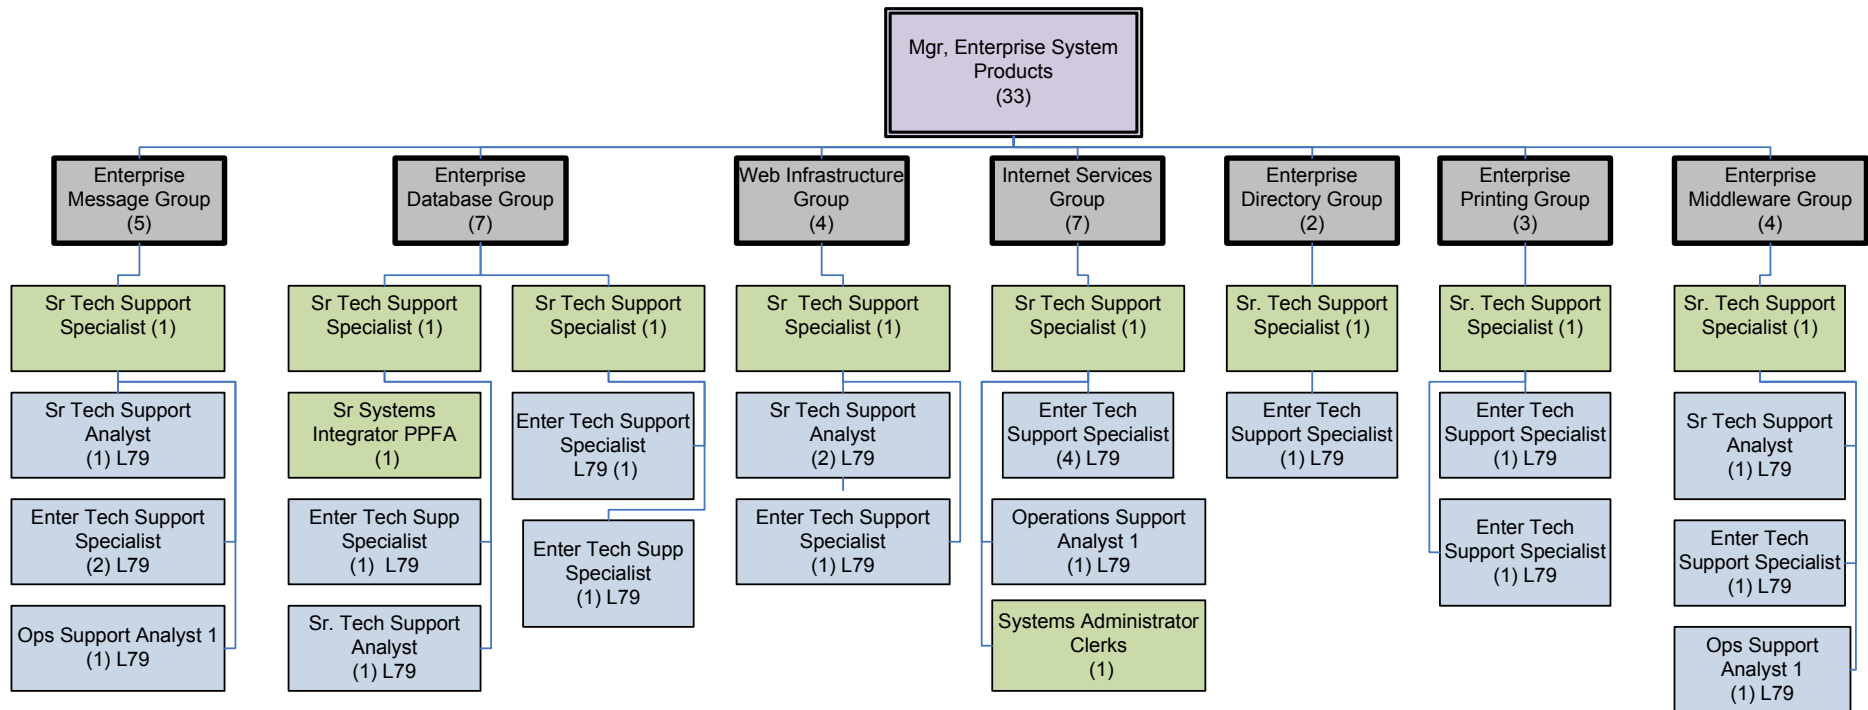 Mgr, Enterprise System
Products
(33)
Enterprise
Message Group
(5)
Enterprise
Database Group
(7)
Web Infrastructure
Group
(4)
Internet Services
Group
(7)
Enterprise
Directory Group
(2)
Enterprise
Printing Group
(3)
Enterprise
Middleware Group
(4)
Sr Tech Support
Specialist (1)
Sr Tech Support
Specialist (1)
Sr Tech Support
Specialist (1)
Sr  Tech Support
Specialist (1)
Sr Tech Support
Specialist (1)
Sr. Tech Support
Specialist (1)
Sr. Tech Support
Specialist (1)
Sr. Tech Support
Specialist (1)
Sr Tech Support
Analyst
(1) L79
Sr Systems
Integrator PPFA
(1)
Enter Tech Support
Specialist
L79 (1)
Sr Tech Support
Analyst
(2) L79
Enter Tech
Support Specialist
(4) L79
Enter Tech
Support Specialist
(1) L79
Enter Tech
Support Specialist
(1) L79
Sr Tech Support
Analyst
(1) L79
Enter Tech Support
Specialist
(2) L79
Enter Tech Supp
Specialist
(1)  L79
Enter Tech Supp
Specialist
(1) L79
Enter Tech Support
Specialist
(1) L79
Operations Support
Analyst 1
(1) L79
Enter Tech
Support Specialist
(1) L79
Enter Tech
Support Specialist
(1) L79
Ops Support Analyst 1
(1) L79
Sr. Tech Support
Analyst
(1) L79
Systems Administrator
Clerks
(1)
Ops Support
Analyst 1
(1) L79